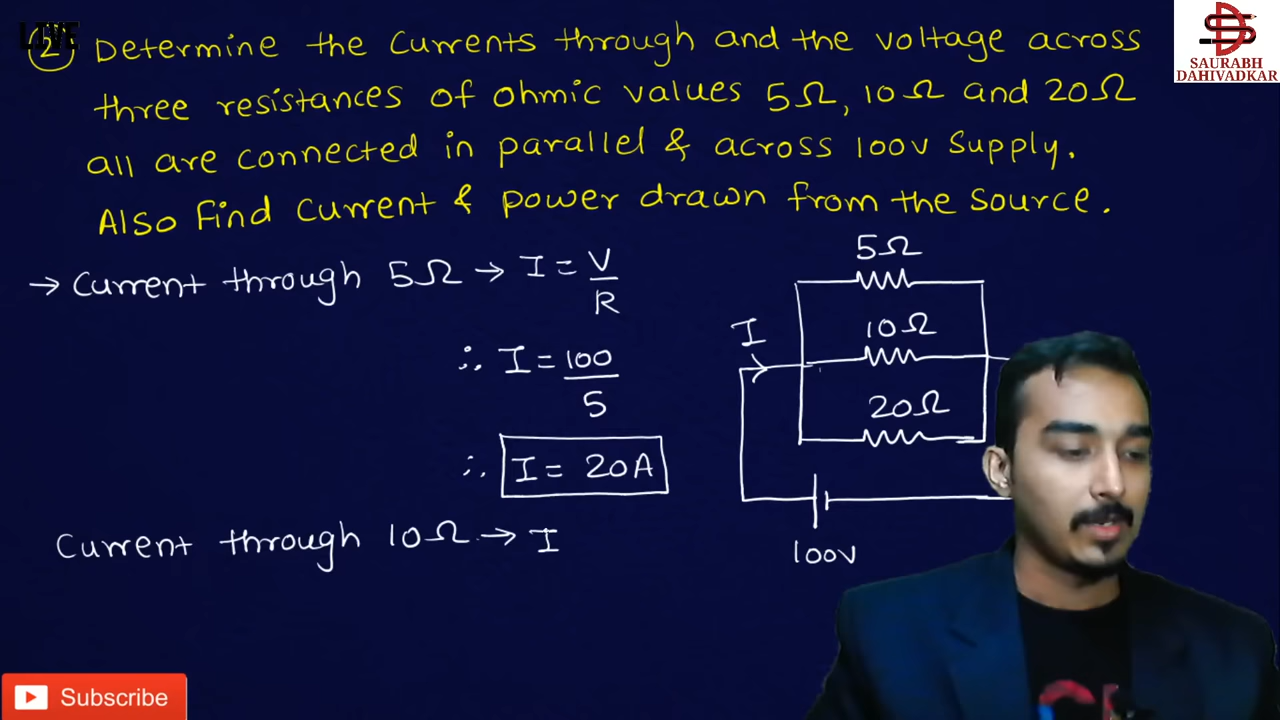 LIVE
2 Determine the currents through and the voltage across
three resistances of ohmic values 5Ω, 10Ω and 20Ω
all are connected in parallel & across 100V supply.
Also find current & power drawn from the source.
SAURABH
DAHIVADKAR
→ Current through 5Ω → I = V/R
∴ I = 100/5
∴ I = 20A
Current through 10Ω → I
5Ω
10Ω
I
20Ω
100V
Subscribe